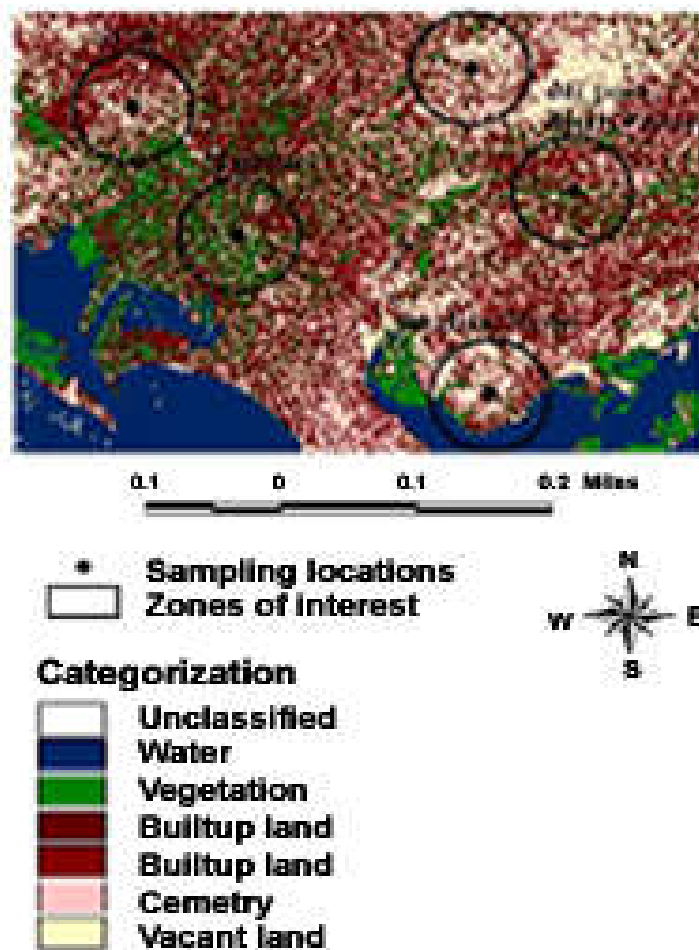 0.1 0 0.1 0.2 Miles
Sampling locations
Zones of interest
N
W E
S
Categorization
Unclassified
Water
Vegetation
Builtup land
Builtup land
Cemetry
Vacant land